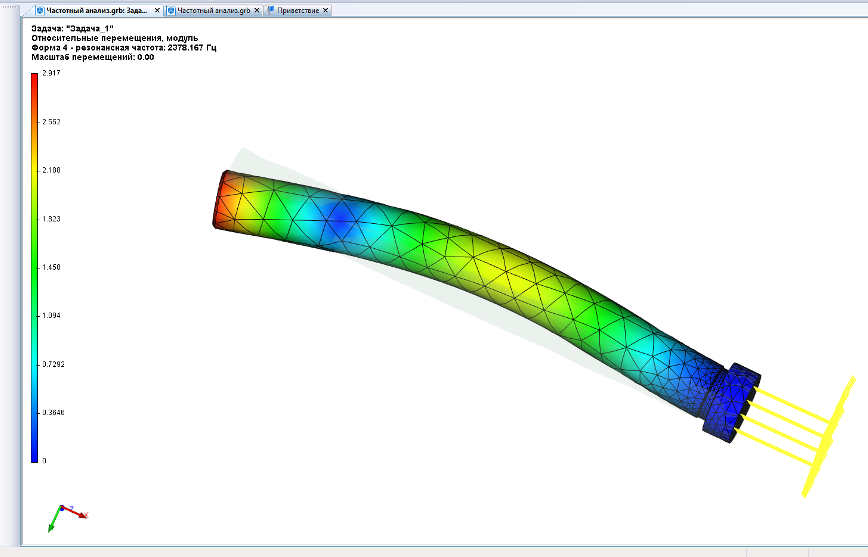 Частотный анализ.grb: Зада...
Частотный анализ.grb
Приветствие
Задача: "Задача_1"
Относительные перемещения, модуль
Форма 4 - резонансная частота: 2378.167 Гц
Масштаб перемещений: 0.00
2.917
2.552
2.188
1.823
1.458
1.094
0.7292
0.3646
0